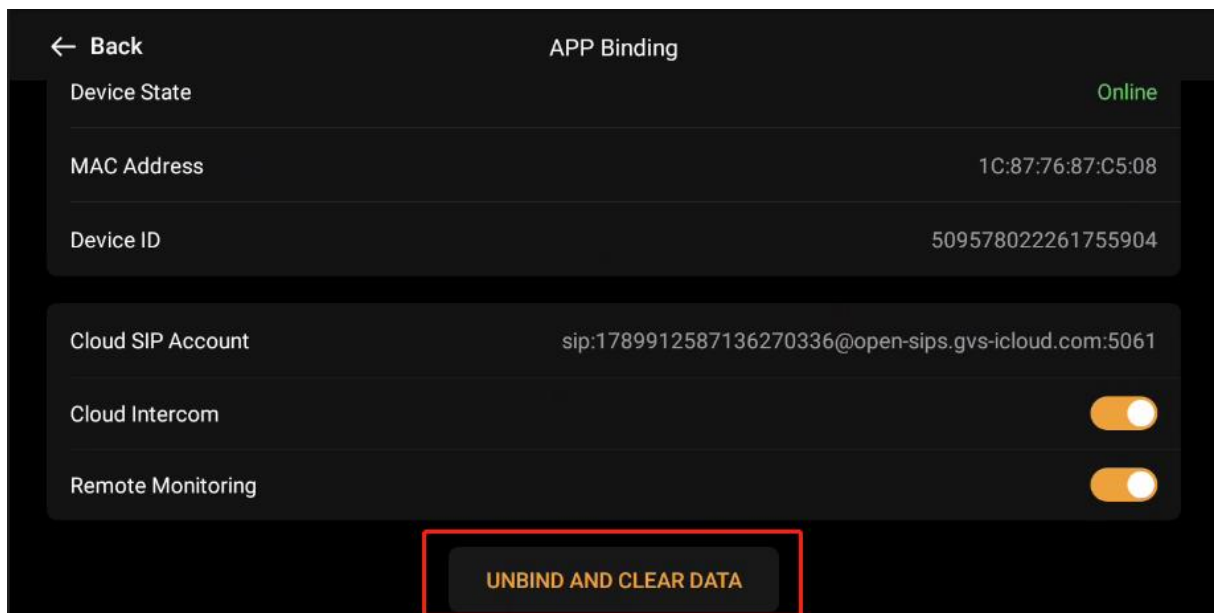 ← Back
APP Binding
Device State
Online
MAC Address
1C:87:76:87:C5:08
Device ID
509578022261755904
Cloud SIP Account
sip:1789912587136270336@open-sips.gvs-icloud.com:5061
Cloud Intercom
Remote Monitoring
UNBIND AND CLEAR DATA